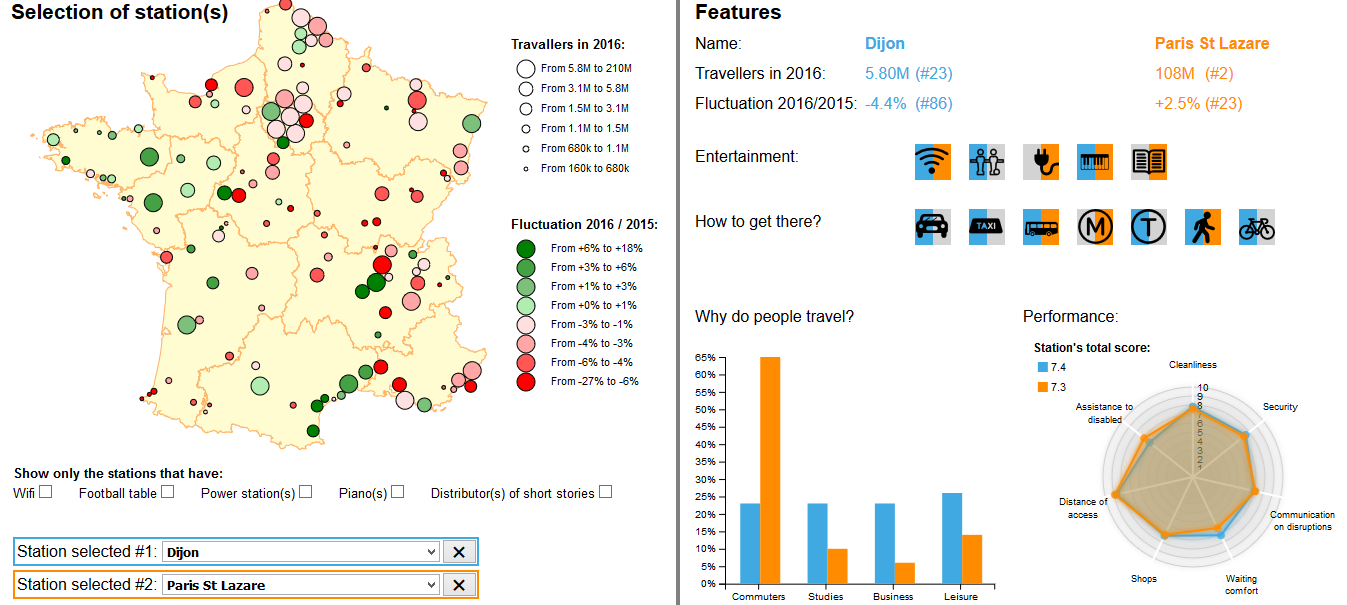 Selection of station(s)
Travallers in 2016:
From 5.8M to 210M
From 3.1M to 5.8M
From 1.5M to 3.1M
From 1.1M to 1.5M
From 680k to 1.1M
From 160k to 680k
Fluctuation 2016 / 2015:
From +6% to +18%
From +3% to +6%
From +1% to +3%
From +0% to +1%
From -3% to -1%
From -4% to -3%
From -6% to -4%
From -27% to -6%
Show only the stations that have:
Wifi Football table Power station(s) Piano(s) Distributor(s) of short stories
Station selected #1: Dijon
Station selected #2: Paris St Lazare
Features
Name: Dijon Paris St Lazare
Travellers in 2016: 5.80M (#23) 108M (#2)
Fluctuation 2016/2015: -4.4% (#86) +2.5% (#23)
Entertainment:
How to get there?
TAXI
M
T
Why do people travel?
65%
60%
55%
50%
45%
40%
35%
30%
25%
20%
15%
10%
5%
0%
Commuters Studies Business Leisure
Performance:
Station's total score:
7.4
7.3
Cleanliness
Security
Communication
on disruptions
Waiting
comfort
Shops
Distance of
access
Assistance to
disabled
10
9
8
7
6
5
4
3
2
1